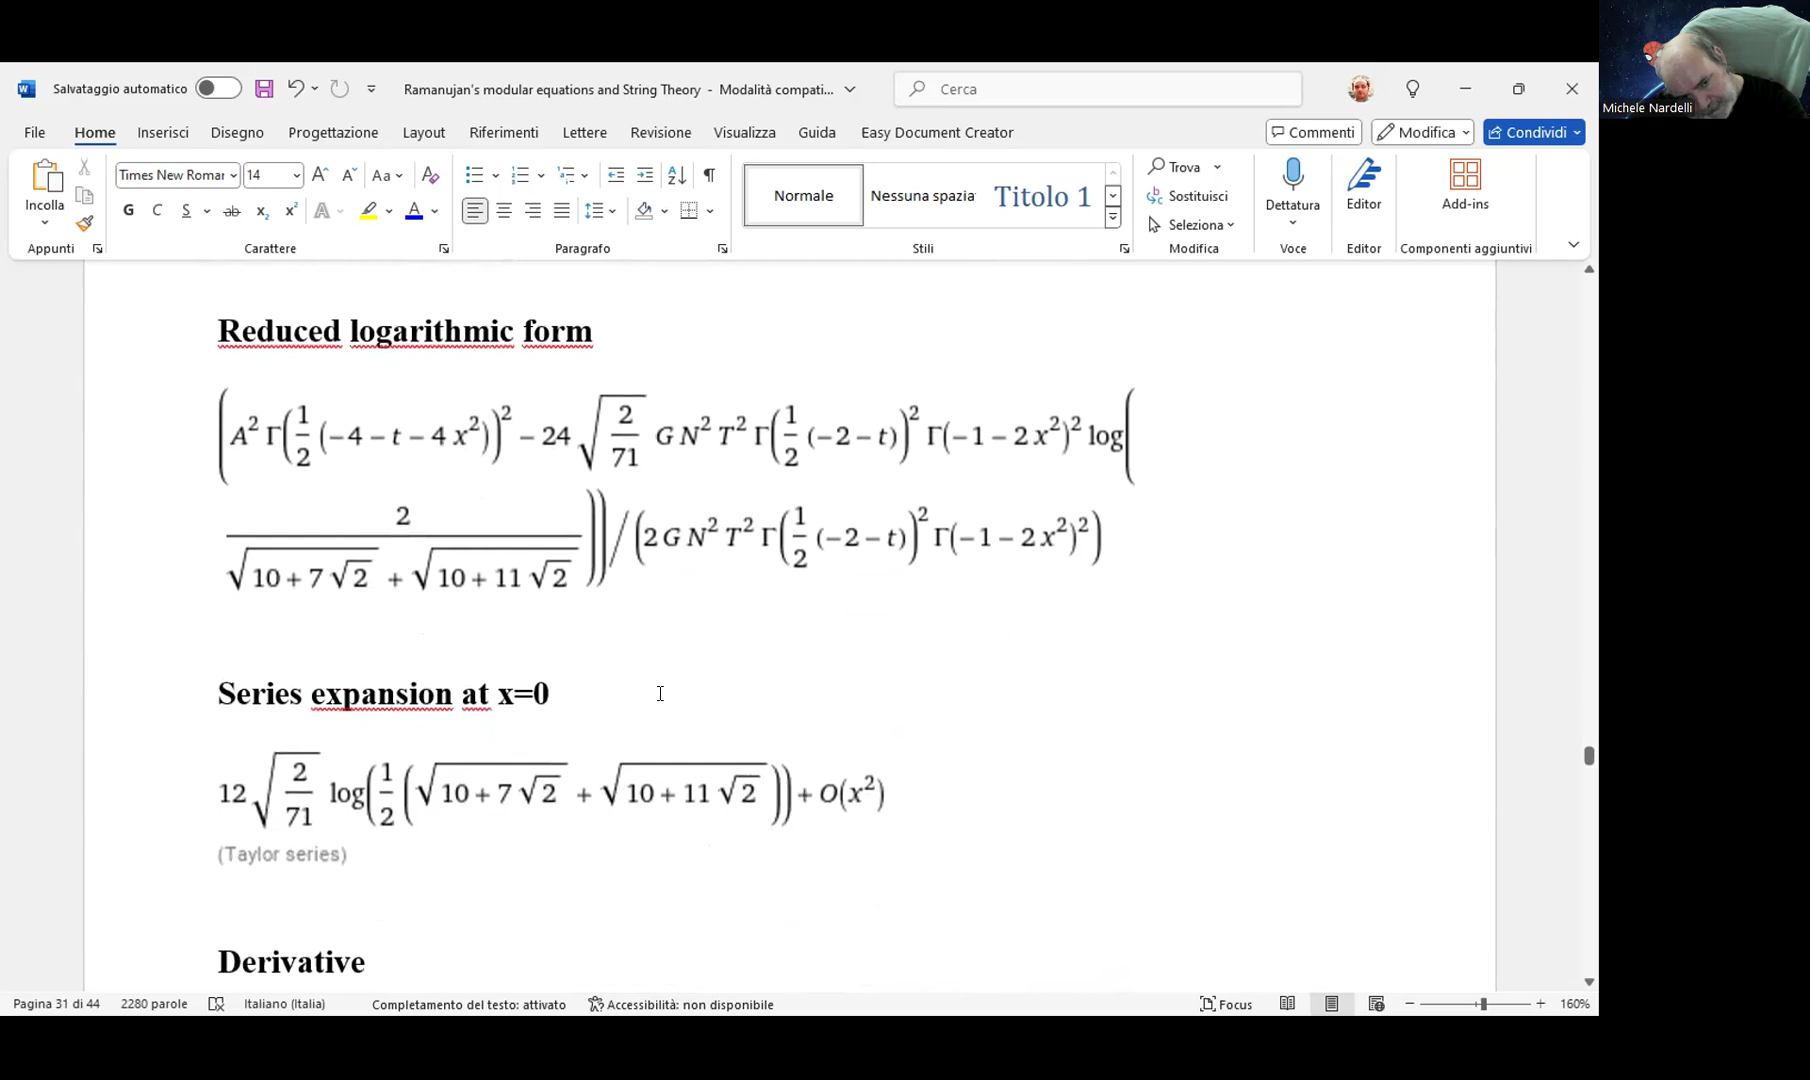 Salvataggio automatico Ramanujan's modular equations and String Theory - Modalità compati... Cerca
Michele Nardelli
File Home Inserisci Disegno Progettazione Layout Riferimenti Lettere Revisione Visualizza Guida Easy Document Creator Commenti Modifica Condividi
Incolla Times New Romar 14 A^ Aˇ Aa Normale Nessuna spazia Titolo 1 Trova Sostituisci Seleziona Dettatura Editor Add-ins
G C S ab x₂ x² A A
Appunti Carattere Paragrafo Stili Modifica Voce Editor Componenti aggiuntivi
Reduced logarithmic form
(A² Γ(1/2 (−4 − t − 4 x²))² − 24 √(2/71) G N² T² Γ(1/2 (−2 − t))² Γ(−1 − 2 x²)² log(
2/(√(10 + 7 √2) + √(10 + 11 √2))))/(2 G N² T² Γ(1/2 (−2 − t))² Γ(−1 − 2 x²)²)
Series expansion at x=0
12 √(2/71) log(1/2 (√(10 + 7 √2) + √(10 + 11 √2))) + O(x²)
(Taylor series)
Derivative
Pagina 31 di 44 2280 parole Italiano (Italia) Completamento del testo: attivato Accessibilità: non disponibile Focus 160%